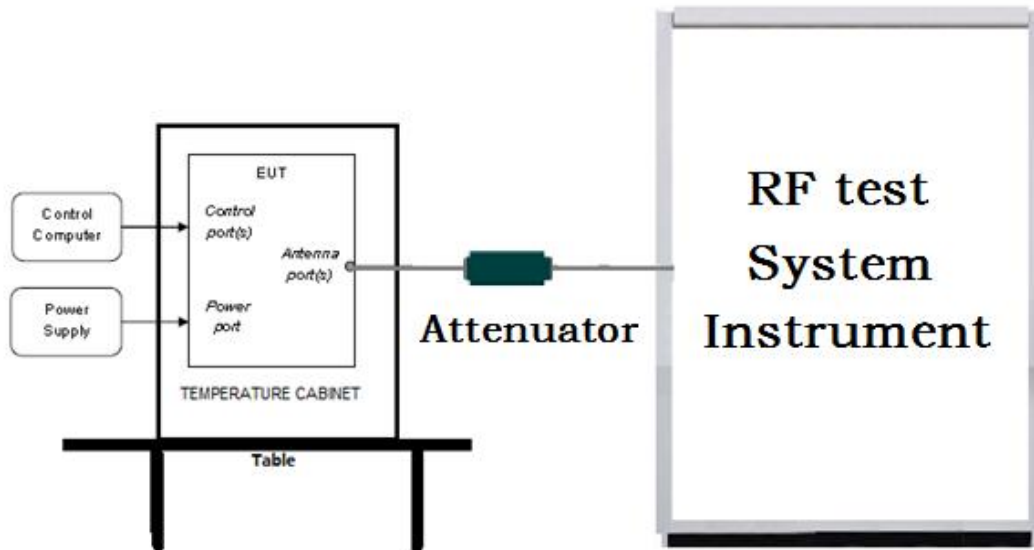 EUT
Control
Computer
Control
port(s)
Antenna
port(s)
Power
Supply
Power
port
TEMPERATURE CABINET
Table
Attenuator
RF test
System
Instrument